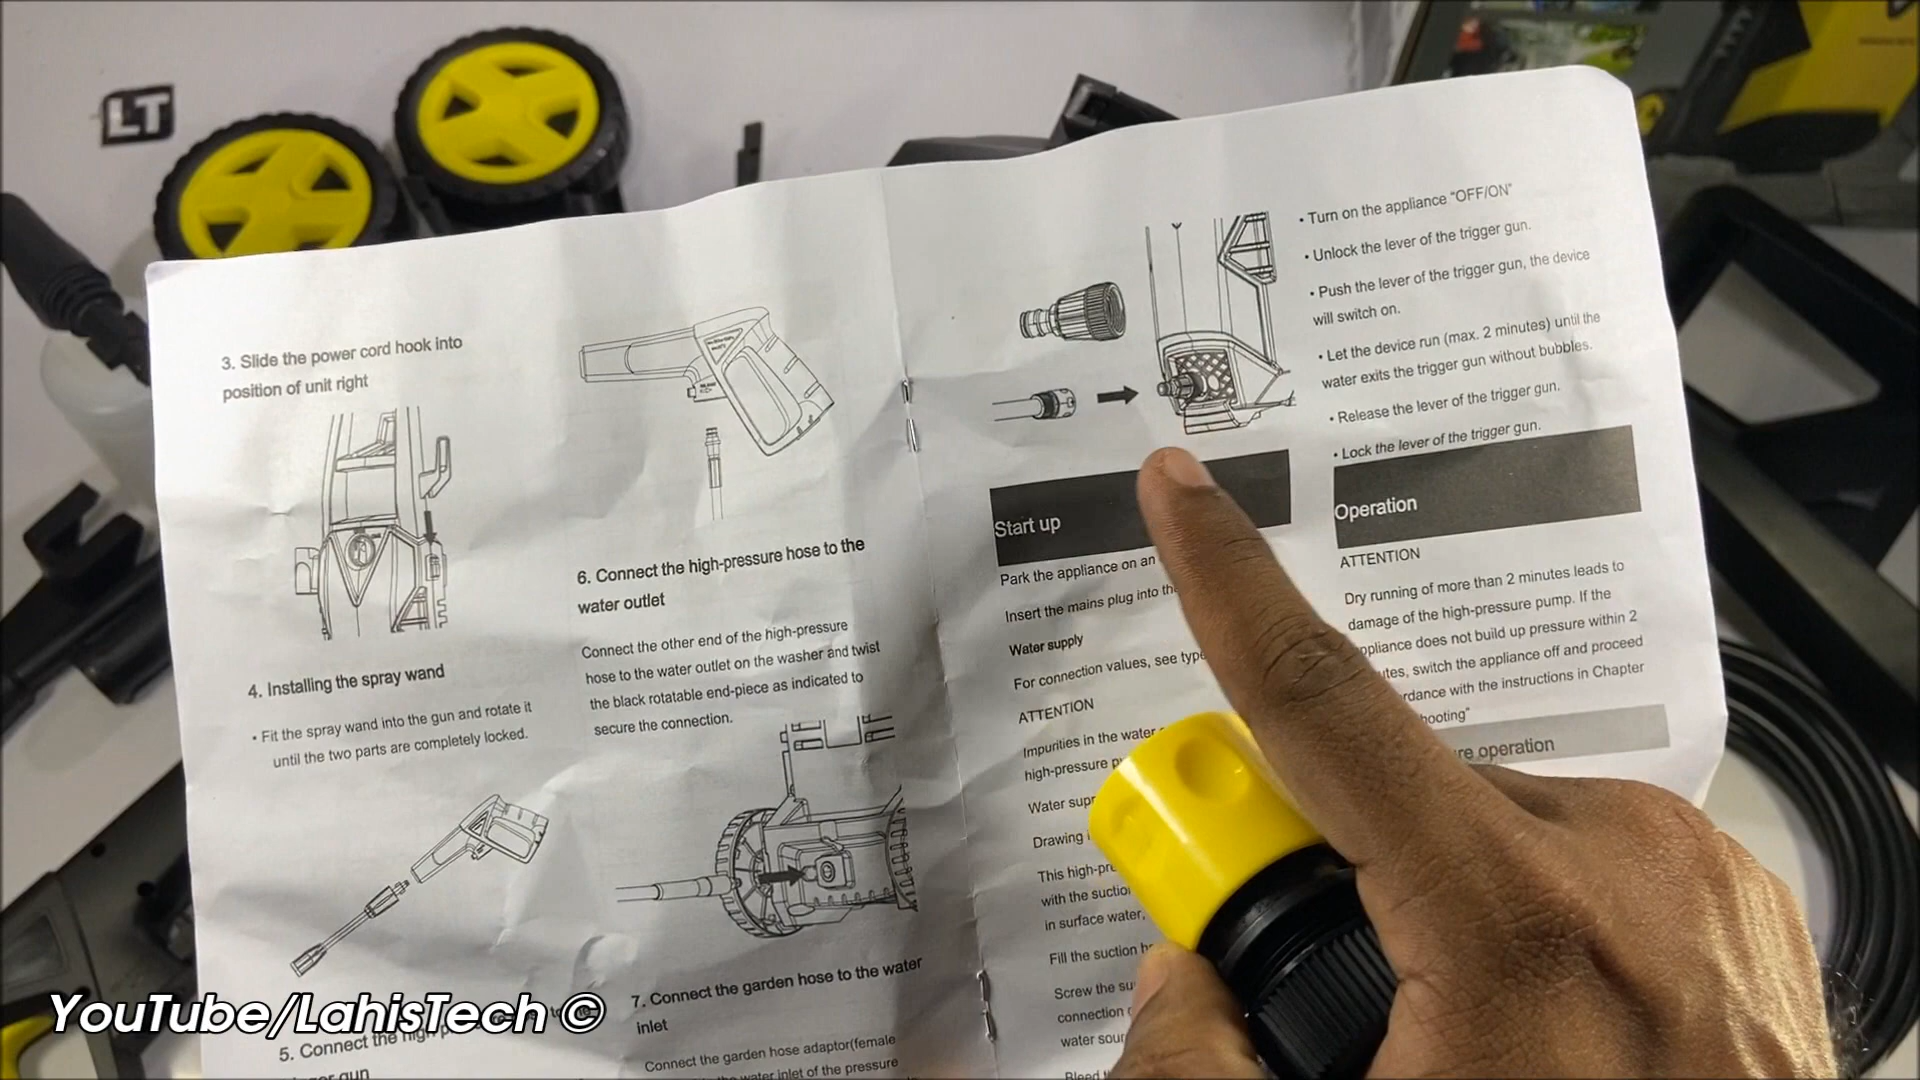 LT
3. Slide the power cord hook into
position of unit right
4. Installing the spray wand
• Fit the spray wand into the gun and rotate it
until the two parts are completely locked.
5. Connect the
gun
6. Connect the high-pressure hose to the
water outlet
Connect the other end of the high-pressure
hose to the water outlet on the washer and twist
the black rotatable end-piece as indicated to
secure the connection.
7. Connect the garden hose to the water
inlet
Connect the garden hose adaptor(female
water inlet of the pressure
Start up
Park the appliance on an
Insert the mains plug into
Water supply
For connection values, see type
ATTENTION
Impurities in the water
high-pressure
Water
Drawing
This
with the
in surface water,
Fill the suction
Screw the
connection
water
Bleed
• Turn on the appliance “OFF/ON”
• Unlock the lever of the trigger gun.
• Push the lever of the trigger gun, the device
will switch on.
• Let the device run (max. 2 minutes) until the
water exits the trigger gun without bubbles.
• Release the lever of the trigger gun.
• Lock the lever of the trigger gun.
Operation
ATTENTION
Dry running of more than 2 minutes leads to
damage of the high-pressure pump. If the
does not build up pressure within 2
switch the appliance off and proceed
with the instructions in Chapter
operation
YouTube/LahisTech ©